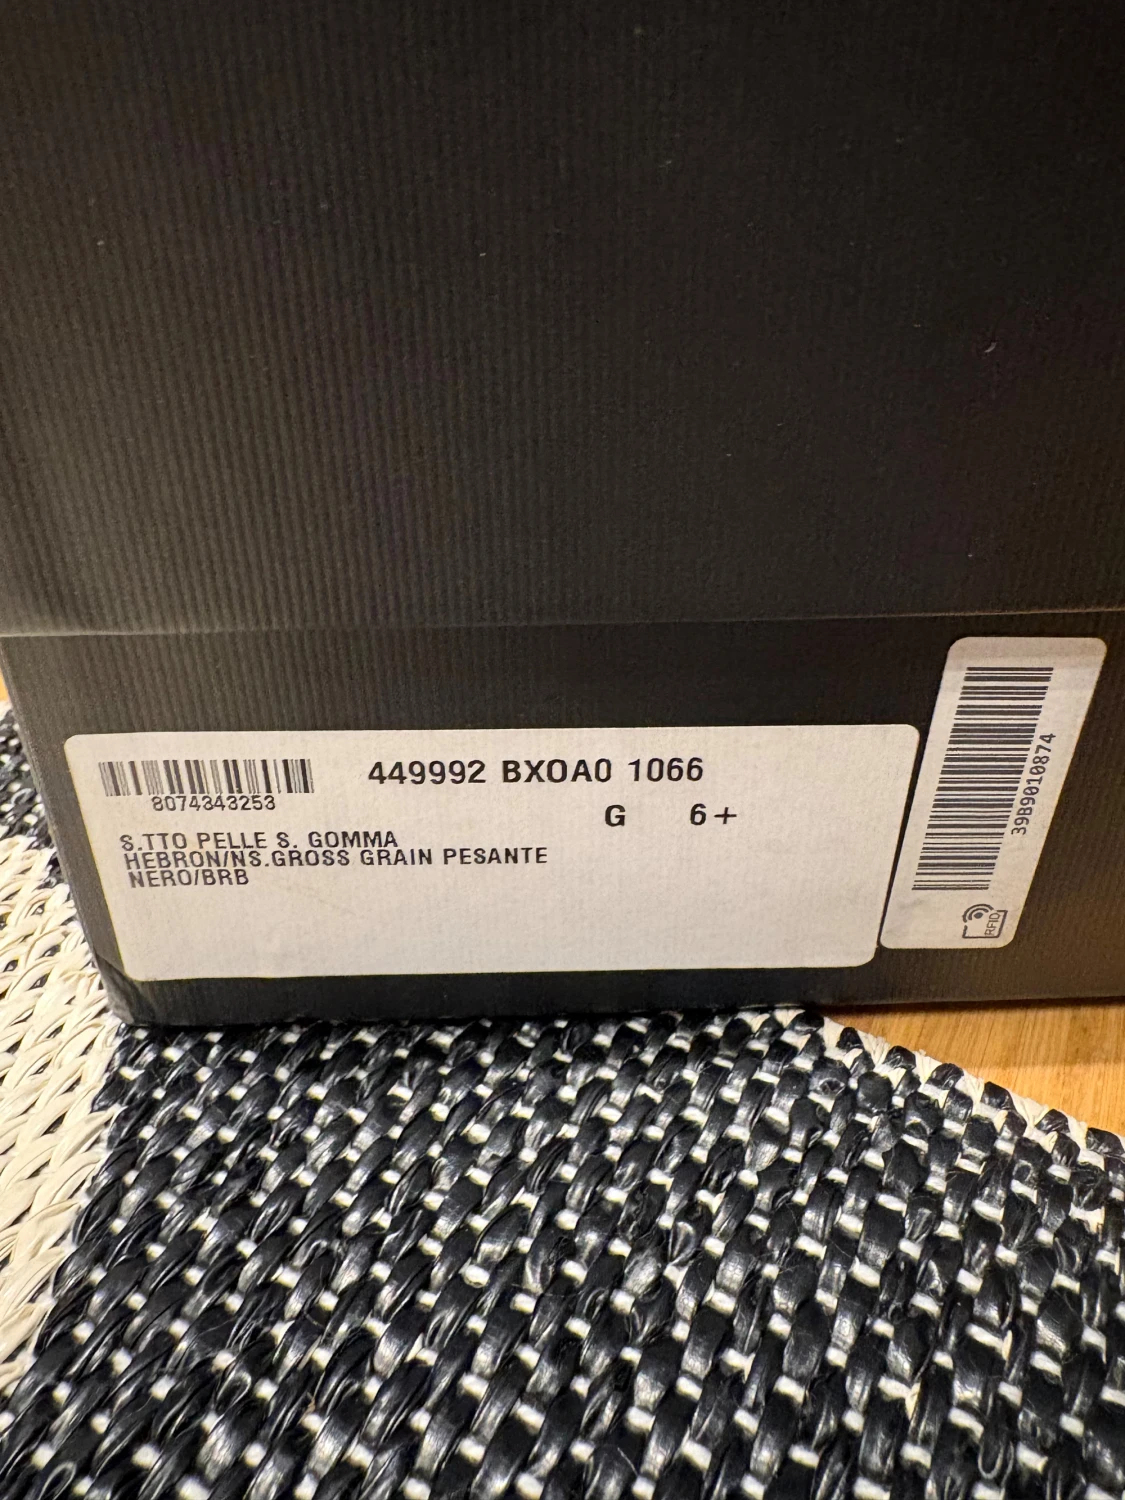 449992 BXOA0 1066
8074343253
G 6+
S.TTO PELLE S. GOMMA
HEBRON/NS.GROSS GRAIN PESANTE
NERO/BRB
39B9010874
RFID